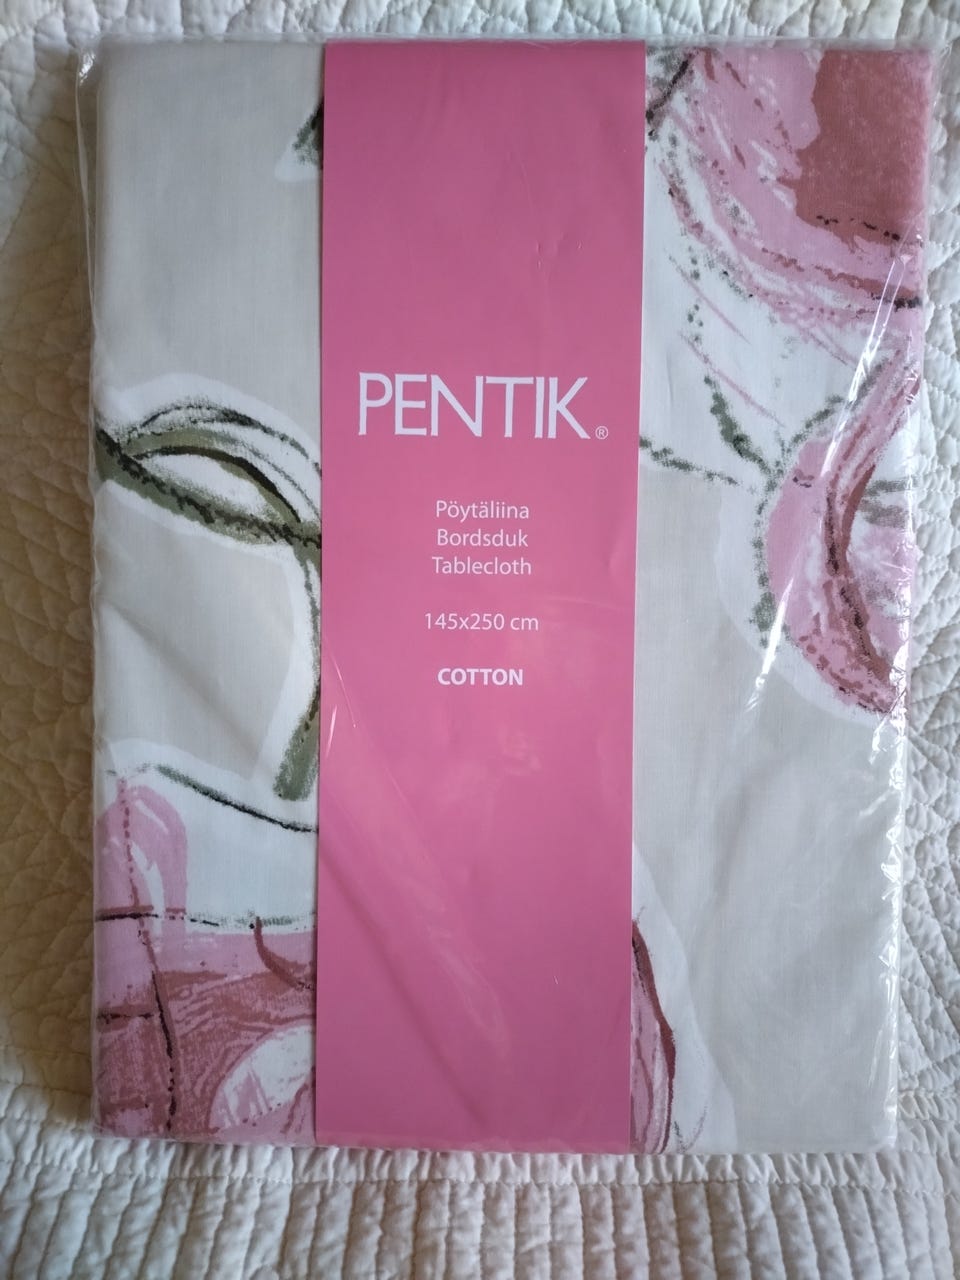 PENTIK®
Pöytäliina
Bordsduk
Tablecloth
145x250 cm
COTTON